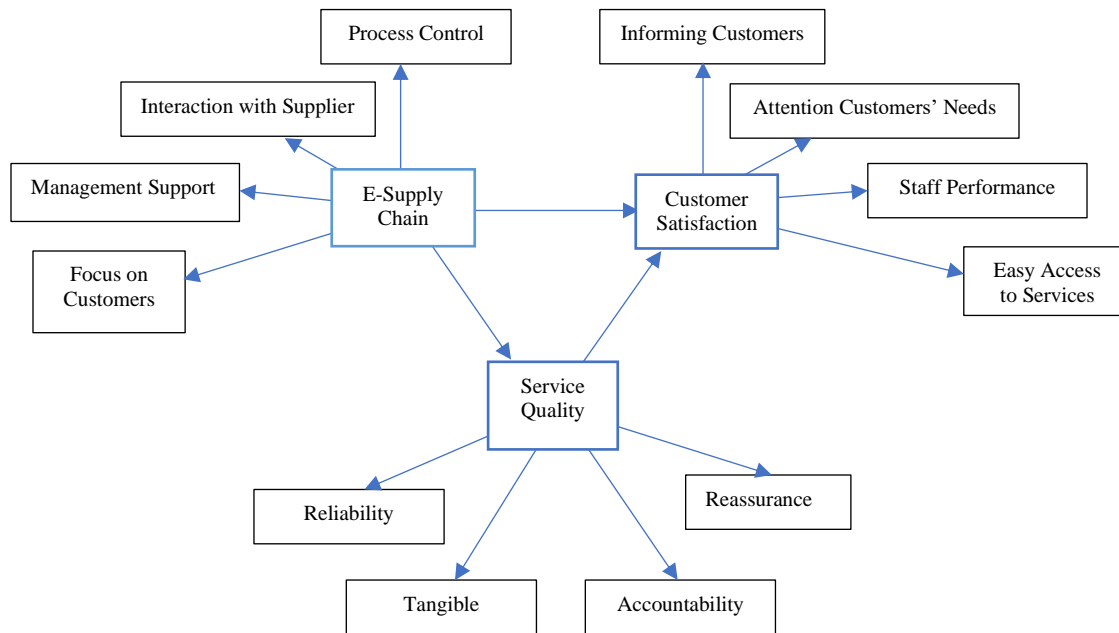 Process Control
Informing Customers
Interaction with Supplier
Attention Customers’ Needs
Management Support
E-Supply
Chain
Customer
Satisfaction
Staff Performance
Focus on
Customers
Easy Access
to Services
Service
Quality
Reliability
Reassurance
Tangible
Accountability